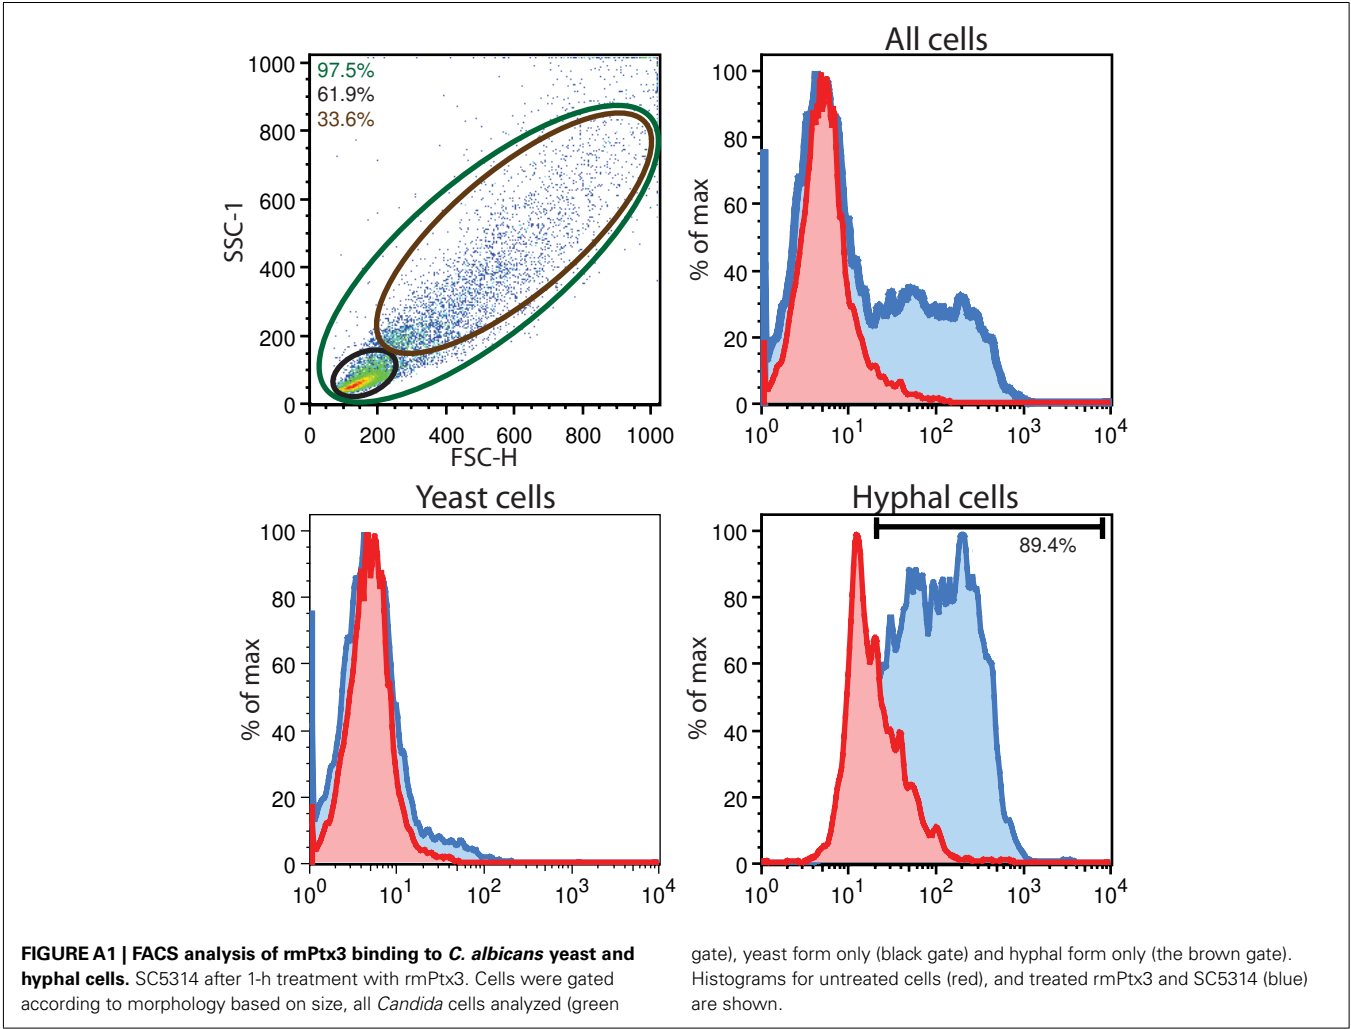 All cells
1000
800
600
400
200
0
SSC-1
97.5%
61.9%
33.6%
0 200 400 600 800 1000
FSC-H
100
80
60
40
20
0
% of max
10^0 10^1 10^2 10^3 10^4
Yeast cells
100
80
60
40
20
0
% of max
10^0 10^1 10^2 10^3 10^4
Hyphal cells
100
80
60
40
20
0
% of max
89.4%
10^0 10^1 10^2 10^3 10^4
FIGURE A1 | FACS analysis of rmPtx3 binding to C. albicans yeast and
hyphal cells. SC5314 after 1-h treatment with rmPtx3. Cells were gated
according to morphology based on size, all Candida cells analyzed (green
gate), yeast form only (black gate) and hyphal form only (the brown gate).
Histograms for untreated cells (red), and treated rmPtx3 and SC5314 (blue)
are shown.